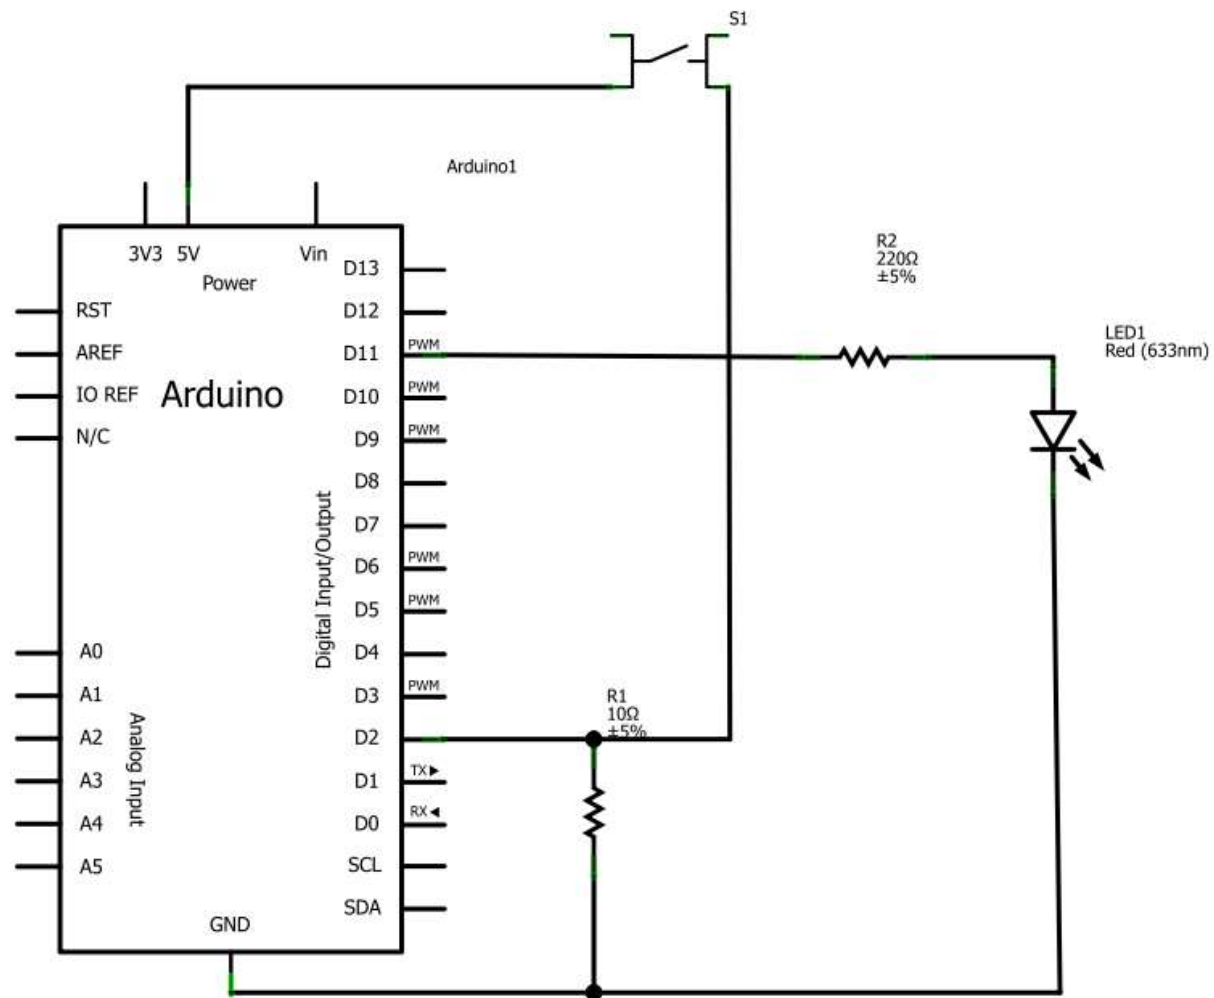 S1
Arduino1
R2
220Ω
±5%
LED1
Red (633nm)
3V3 5V Vin
Power
RST
AREF
IO REF
N/C
Arduino
D13
D12
D11 PWM
D10 PWM
D9 PWM
D8
D7
D6 PWM
D5 PWM
D4
D3 PWM
D2
D1 TX
D0 RX
SCL
SDA
Digital Input/Output
A0
A1
A2
A3
A4
A5
Analog Input
R1
10Ω
±5%
GND